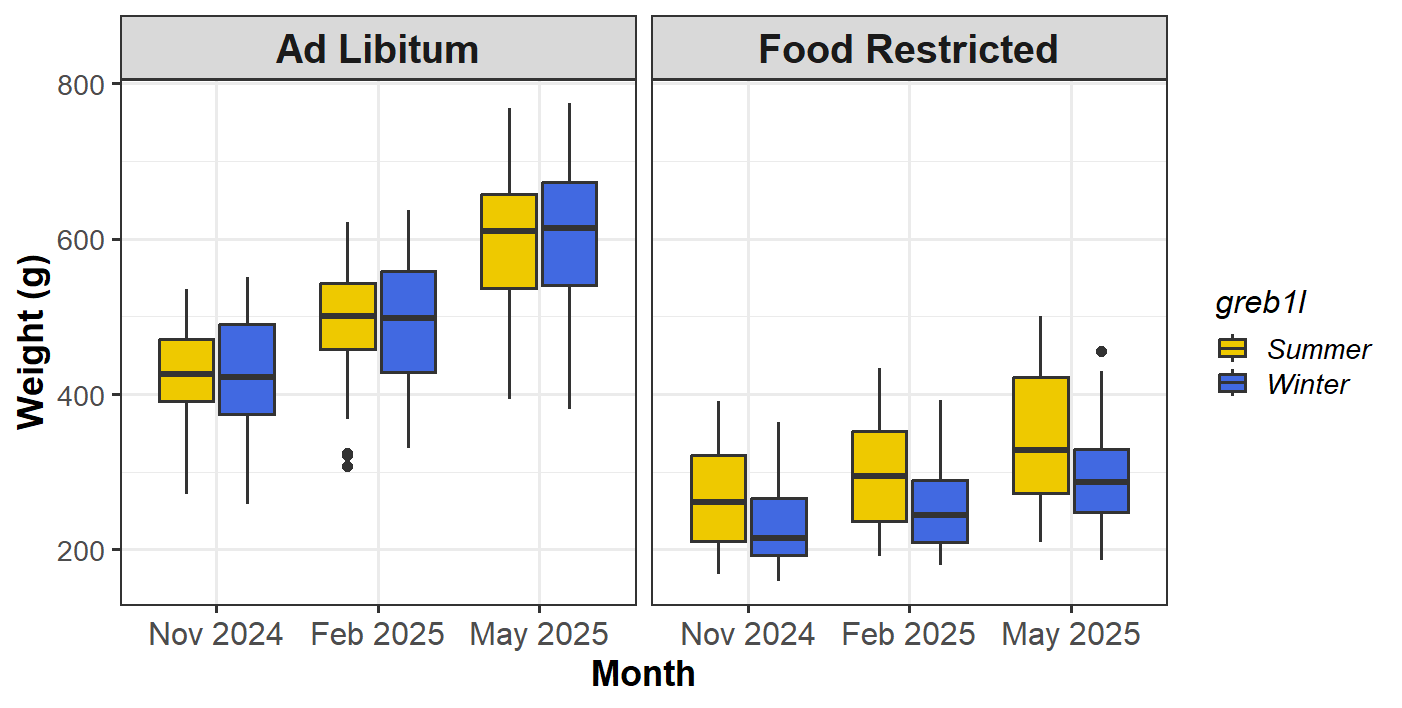 Ad Libitum
Food Restricted
800
600
400
200
Weight (g)
Nov 2024
Feb 2025
May 2025
Nov 2024
Feb 2025
May 2025
Month
greb1l
Summer
Winter